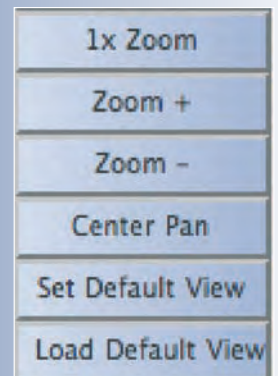 1x Zoom
Zoom +
Zoom -
Center Pan
Set Default View
Load Default View